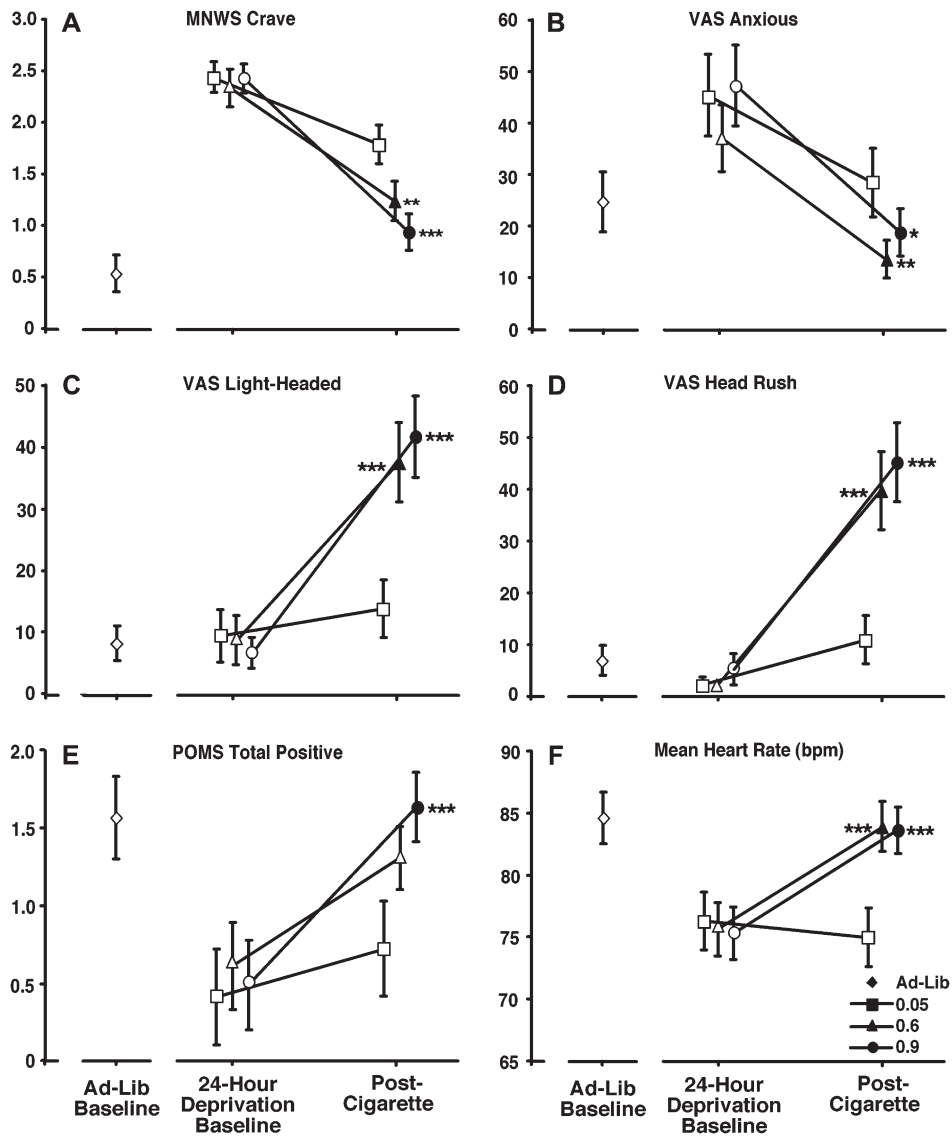 A MNWS Crave
3.0
2.5
2.0
1.5
1.0
0.5
0
**
***
B VAS Anxious
60
50
40
30
20
10
0
*
**
C VAS Light-Headed
50
40
30
20
10
0
***
***
D VAS Head Rush
60
50
40
30
20
10
0
***
***
E POMS Total Positive
2.0
1.5
1.0
0.5
0
***
Ad-Lib
Baseline
24-Hour
Deprivation
Baseline
Post-
Cigarette
F Mean Heart Rate (bpm)
90
85
80
75
70
65
***
***
Ad-Lib
0.05
0.6
0.9
Ad-Lib
Baseline
24-Hour
Deprivation
Baseline
Post-
Cigarette